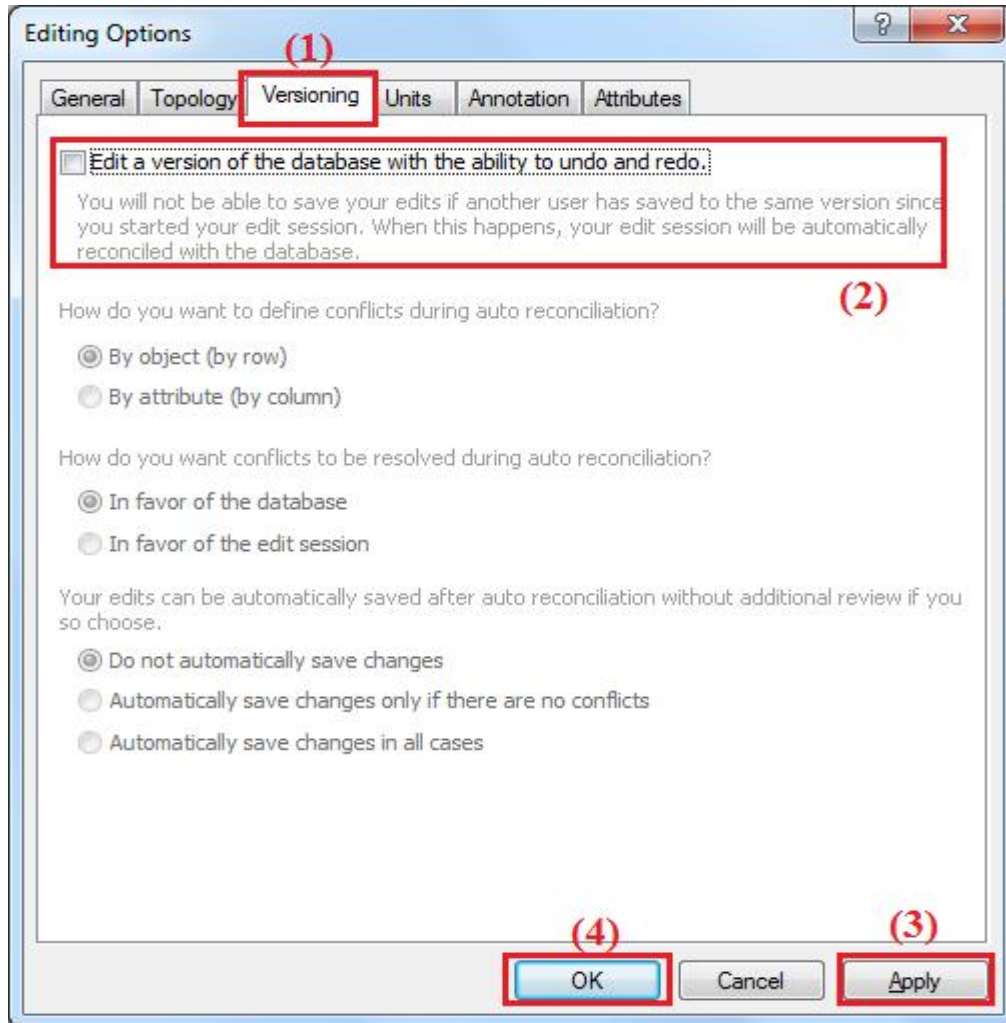 Editing Options
(1)
General Topology Versioning Units Annotation Attributes
Edit a version of the database with the ability to undo and redo.
You will not be able to save your edits if another user has saved to the same version since
you started your edit session. When this happens, your edit session will be automatically
reconciled with the database.
(2)
How do you want to define conflicts during auto reconciliation?
By object (by row)
By attribute (by column)
How do you want conflicts to be resolved during auto reconciliation?
In favor of the database
In favor of the edit session
Your edits can be automatically saved after auto reconciliation without additional review if you
so choose.
Do not automatically save changes
Automatically save changes only if there are no conflicts
Automatically save changes in all cases
(4) (3)
OK Cancel Apply